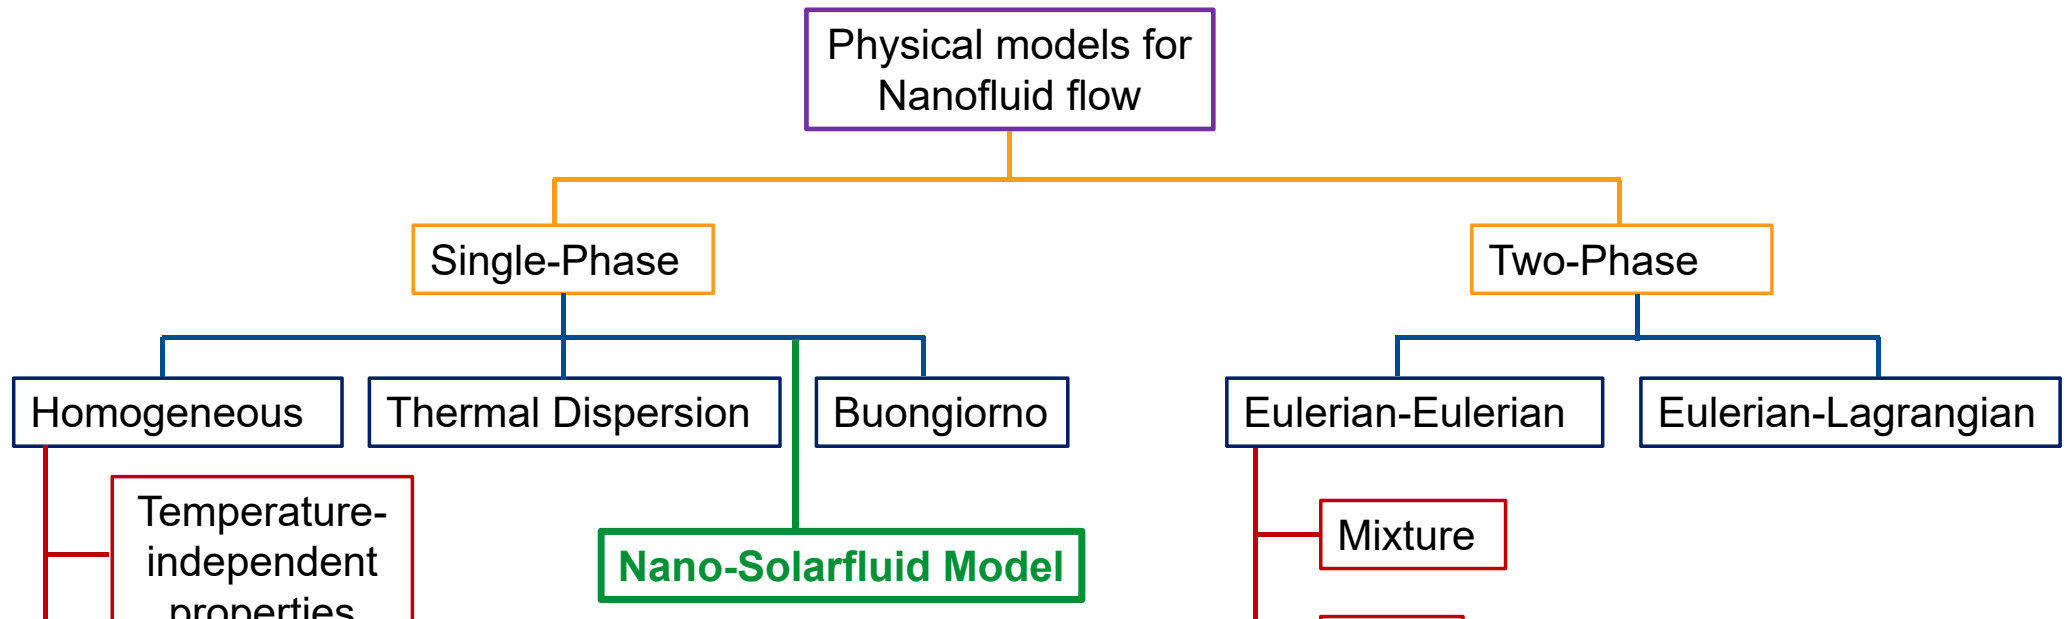 Physical models for
Nanofluid flow
Single-Phase
Two-Phase
Homogeneous
Thermal Dispersion
Buongiorno
Eulerian-Eulerian
Eulerian-Lagrangian
Temperature-
independent
properties
Nano-Solarfluid Model
Mixture